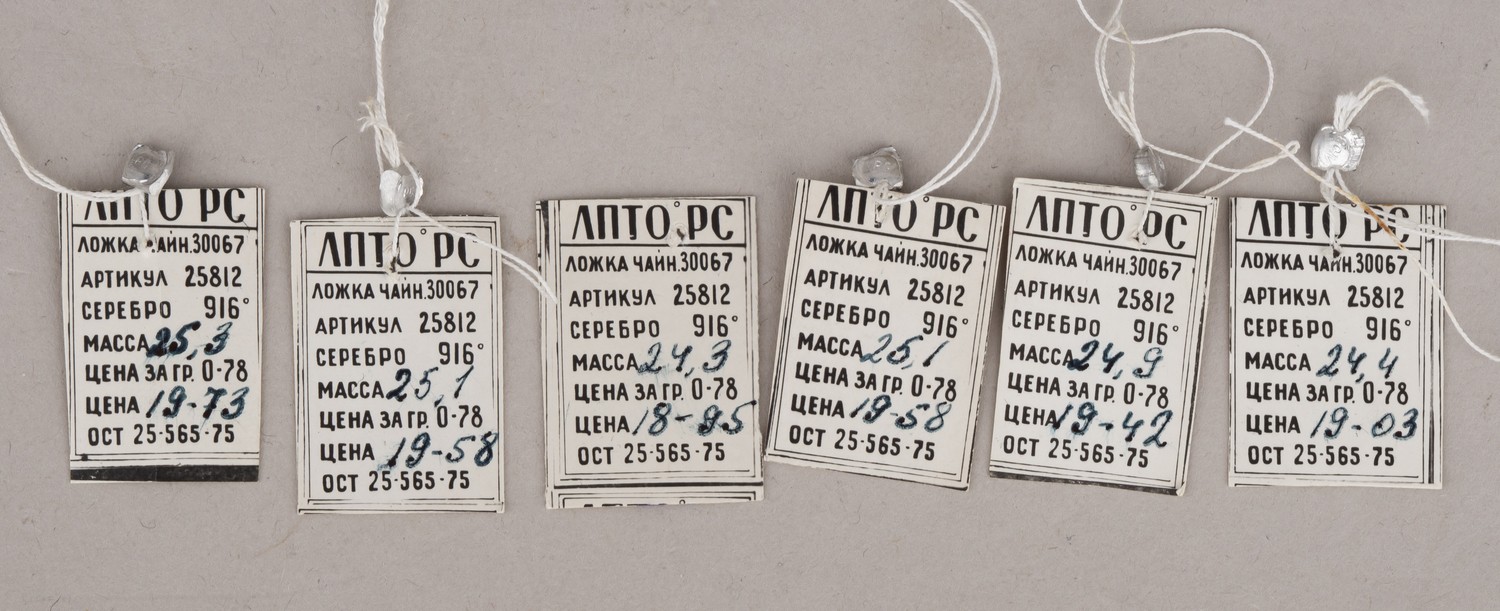 ЛПТО РС
ЛОЖКА ЧАЙН.30067
АРТИКУЛ 25812
СЕРЕБРО 916°
МАССА 25,3
ЦЕНА ЗА ГР. 0-78
ЦЕНА 19-73
ОСТ 25-565-75
ЛПТО РС
ЛОЖКА ЧАЙН.30067
АРТИКУЛ 25812
СЕРЕБРО 916°
МАССА 25,1
ЦЕНА ЗА ГР. 0-78
ЦЕНА 19-58
ОСТ 25-565-75
ЛПТО РС
ЛОЖКА ЧАЙН.30067
АРТИКУЛ 25812
СЕРЕБРО 916°
МАССА 24,3
ЦЕНА ЗА ГР. 0-78
ЦЕНА 18-95
ОСТ 25-565-75
ЛПТО РС
ЛОЖКА ЧАЙН.30067
АРТИКУЛ 25812
СЕРЕБРО 916°
МАССА 25,1
ЦЕНА ЗА ГР. 0-78
ЦЕНА 19-58
ОСТ 25-565-75
ЛПТО РС
ЛОЖКА ЧАЙН.30067
АРТИКУЛ 25812
СЕРЕБРО 916°
МАССА 24,9
ЦЕНА ЗА ГР. 0-78
ЦЕНА 19-42
ОСТ 25-565-75
ЛПТО РС
ЛОЖКА ЧАЙН.30067
АРТИКУЛ 25812
СЕРЕБРО 916°
МАССА 24,4
ЦЕНА ЗА ГР. 0-78
ЦЕНА 19-03
ОСТ 25-565-75